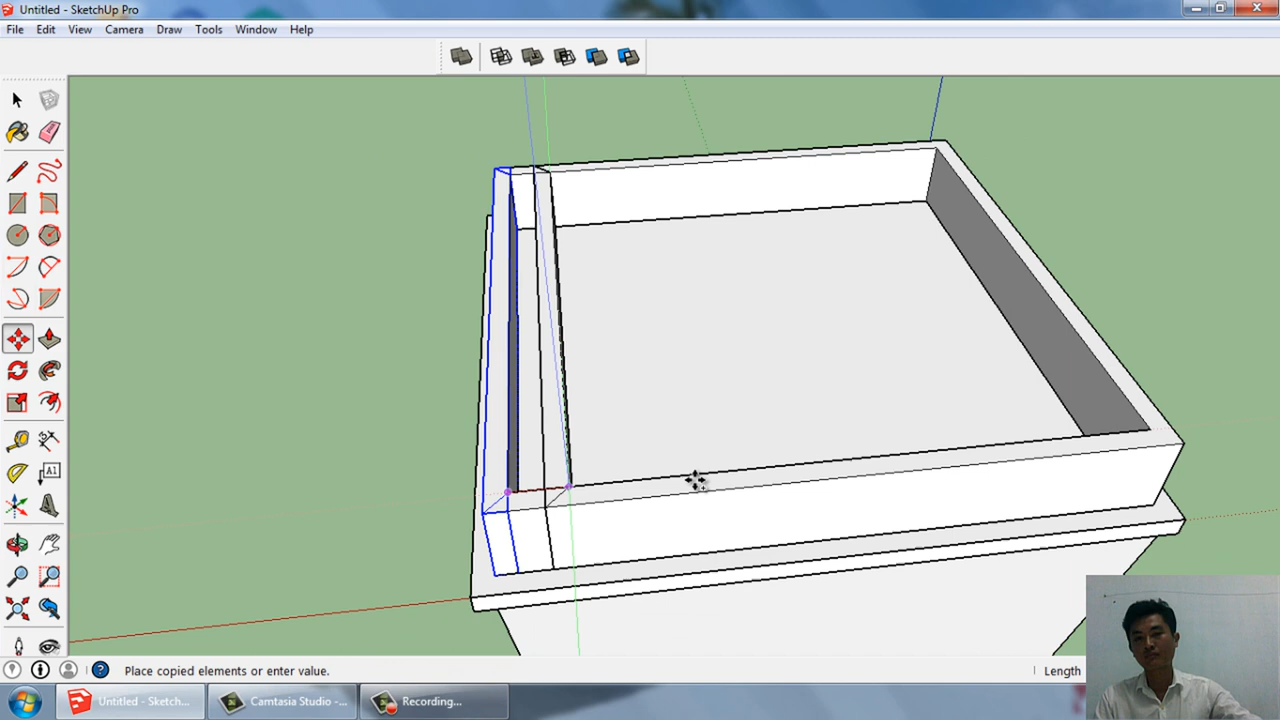 Untitled - SketchUp Pro
File Edit View Camera Draw Tools Window Help
A1
Place copied elements or enter value.
Length
Untitled - Sketch...
Camtasia Studio -...
Recording...